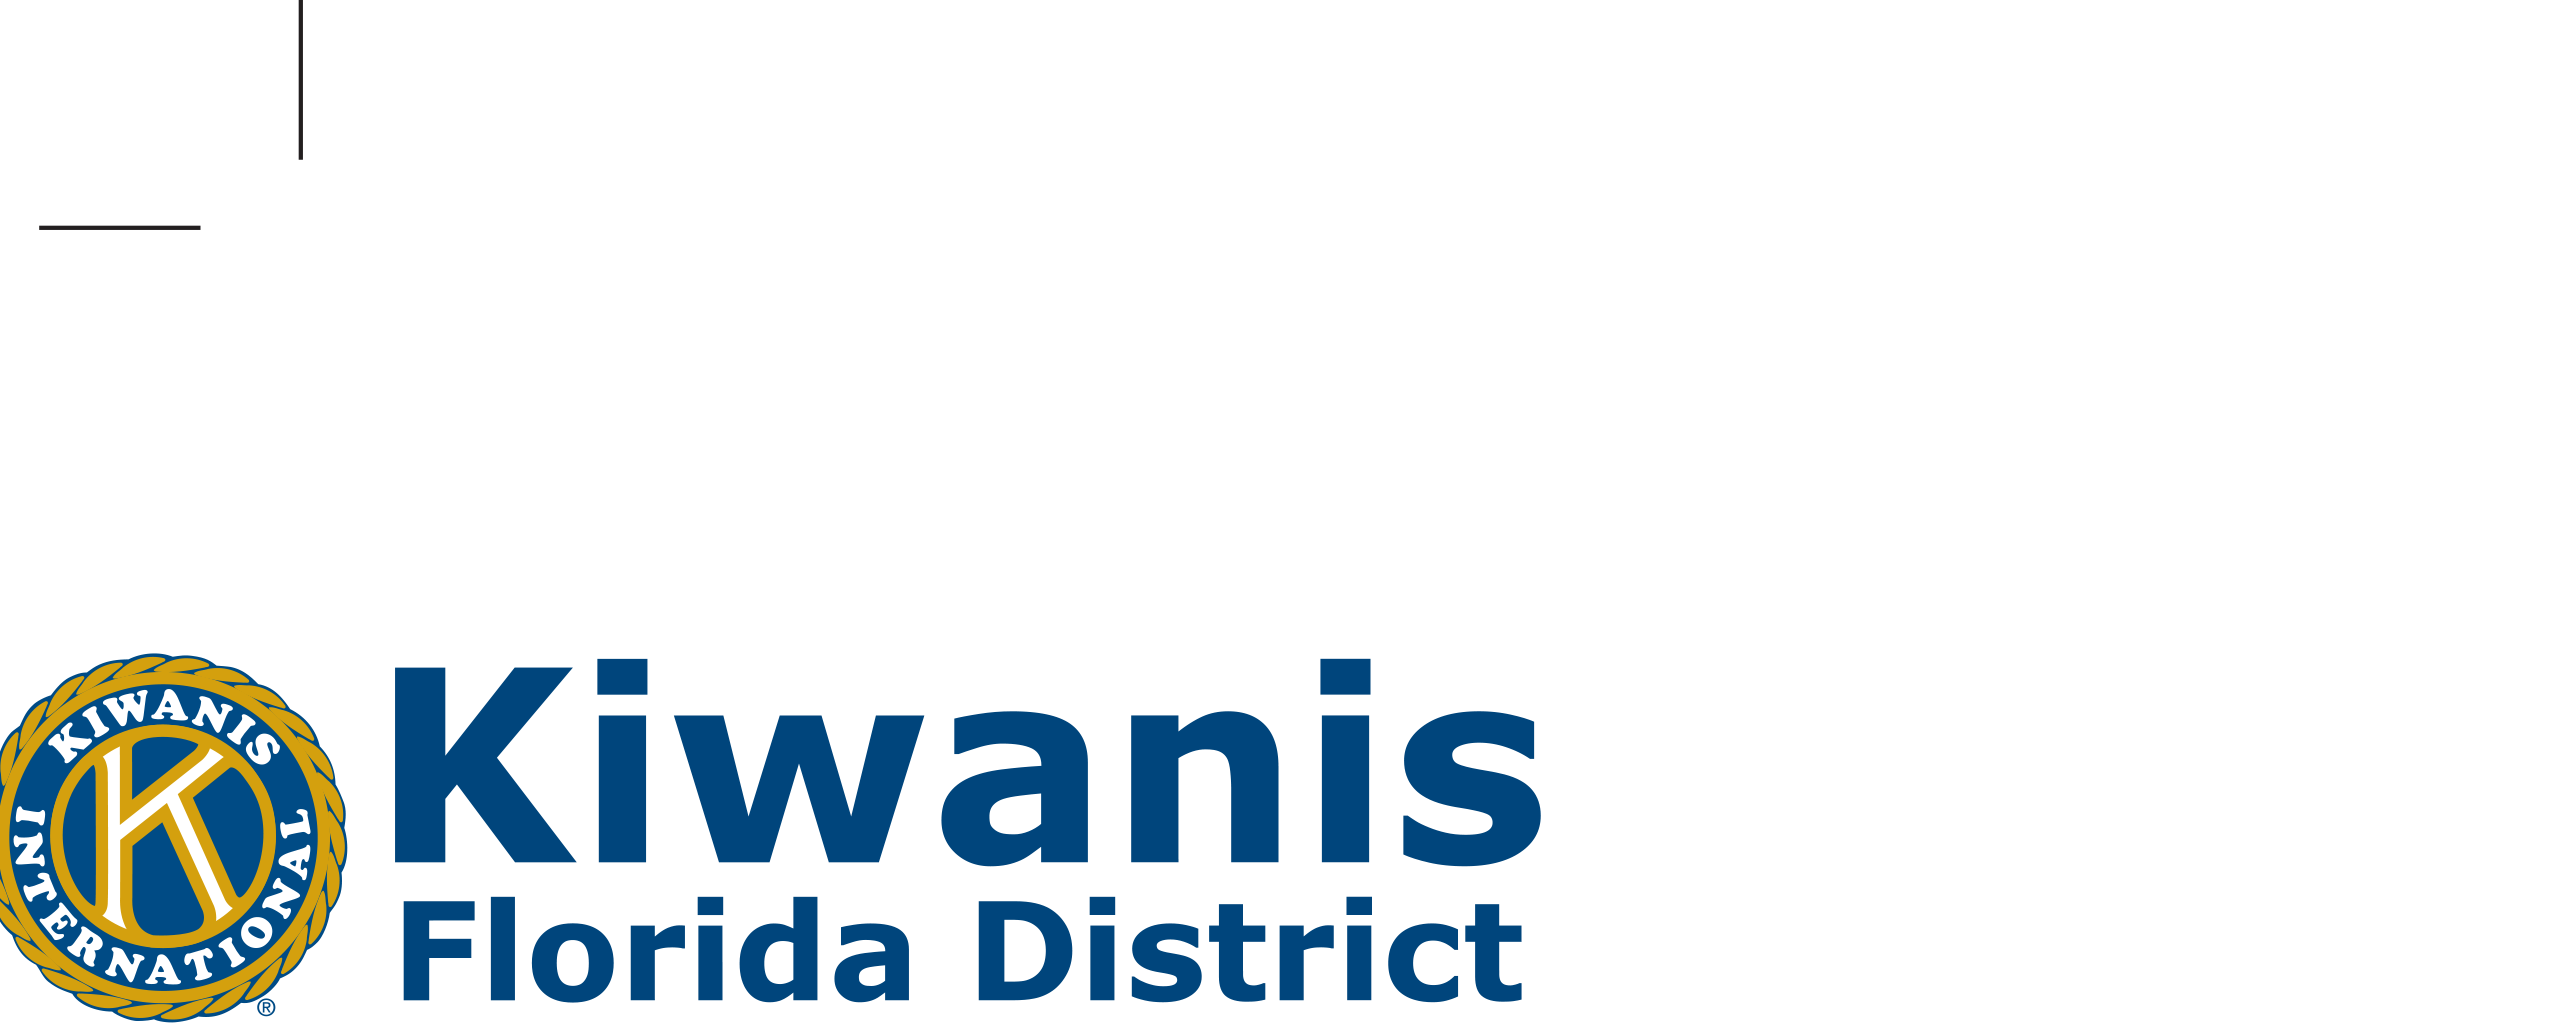 KIWANIS
INTERNATIONAL
K
®
Kiwanis
Florida District